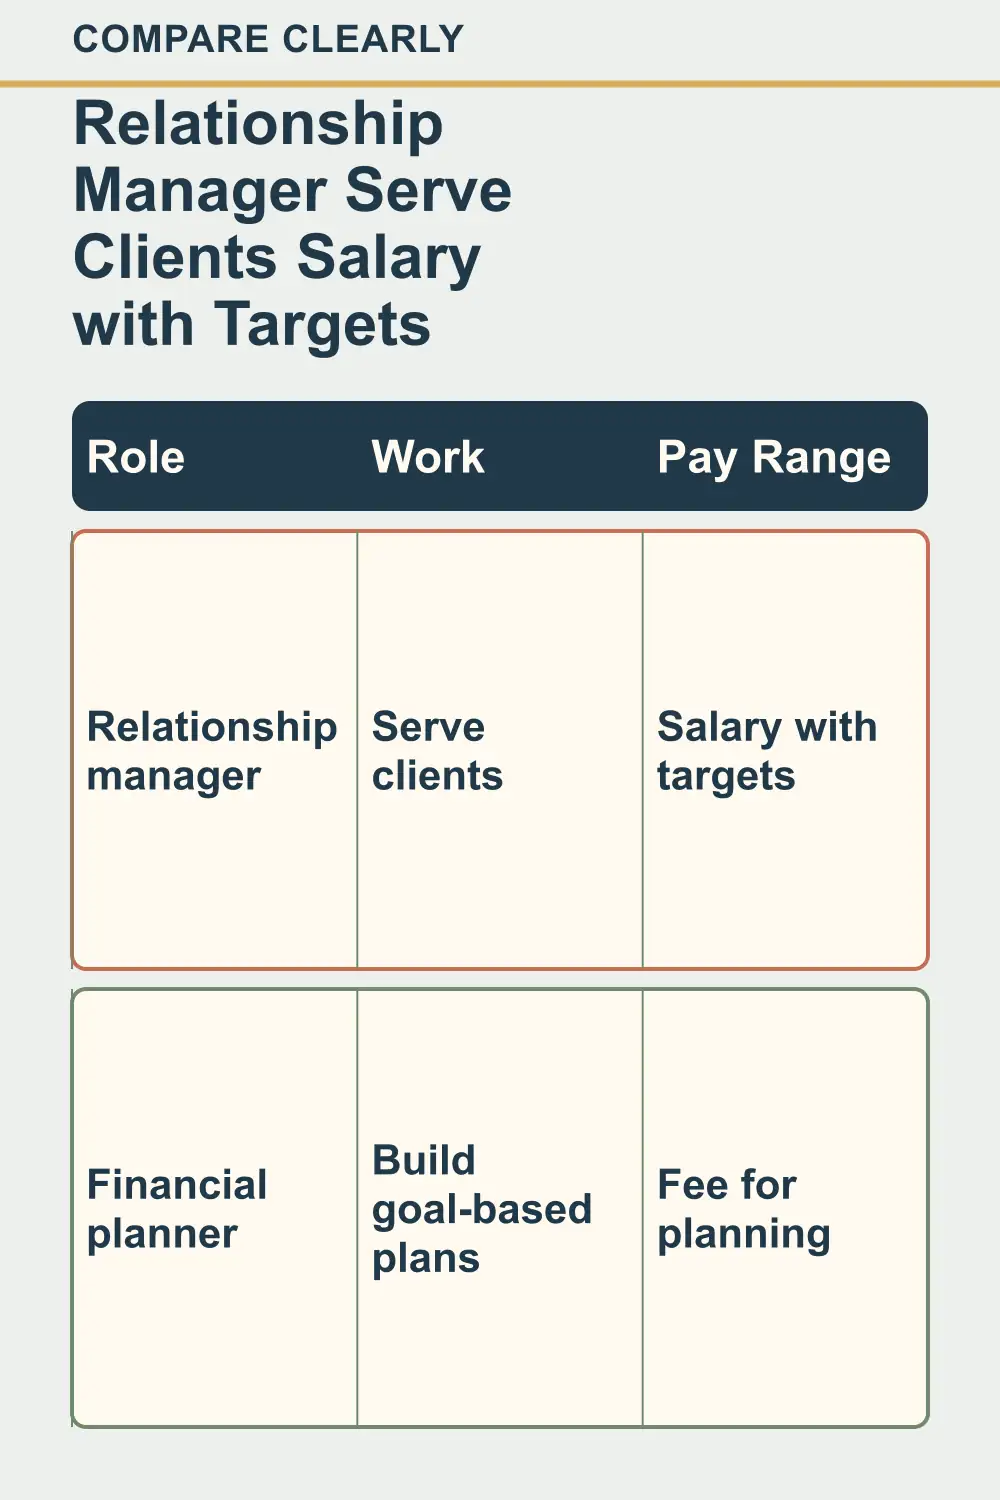 COMPARE CLEARLY
Relationship
Manager Serve
Clients Salary
with Targets
Role Work Pay Range
Relationship
manager
Serve
clients
Salary with
targets
Financial
planner
Build
goal-based
plans
Fee for
planning